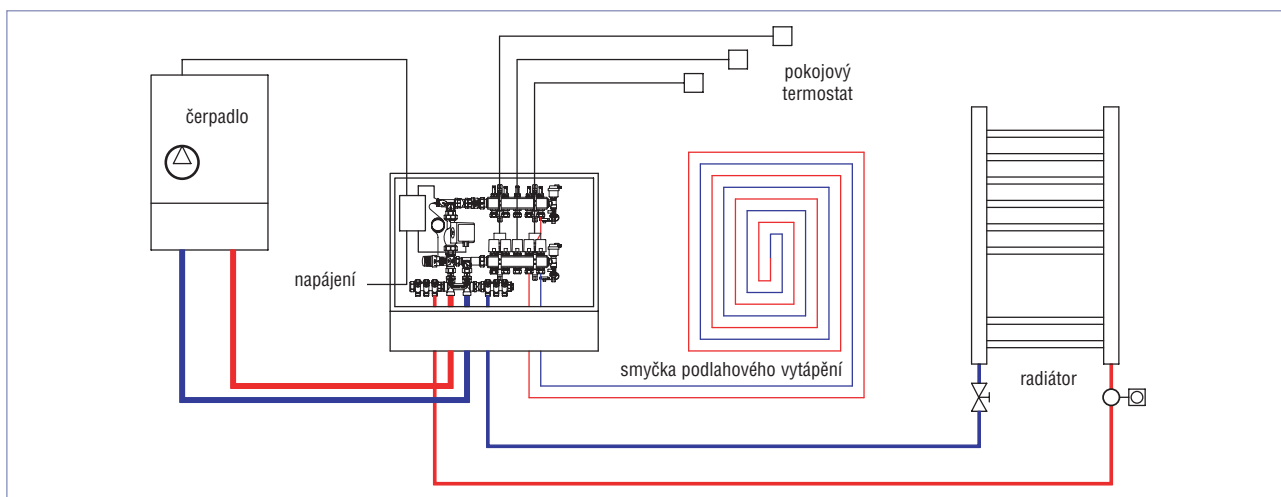 pokojový
termostat
čerpadlo
napájení
smyčka podlahového vytápění
radiátor